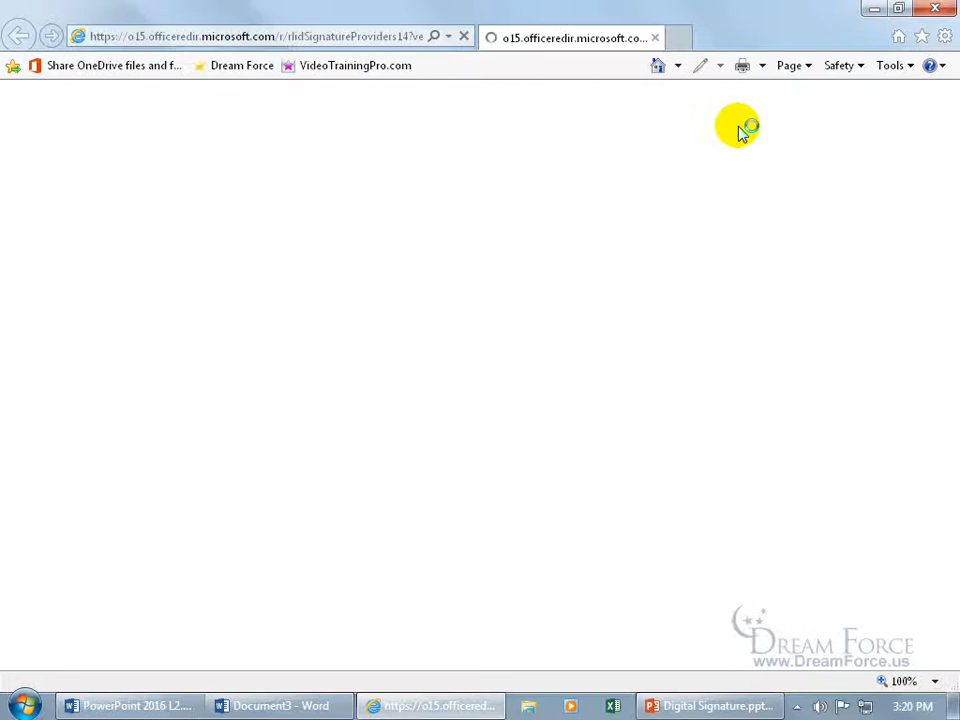 https://o15.officeredir.microsoft.com/r/rlidSignatureProviders14?ve
o15.officeredir.microsoft.co...
Share OneDrive files and f...
Dream Force
VideoTrainingPro.com
Page
Safety
Tools
DREAM FORCE
www.DreamForce.us
100%
PowerPoint 2016 L2....
Document3 - Word
https://o15.officered...
Digital Signature.ppt...
3:20 PM